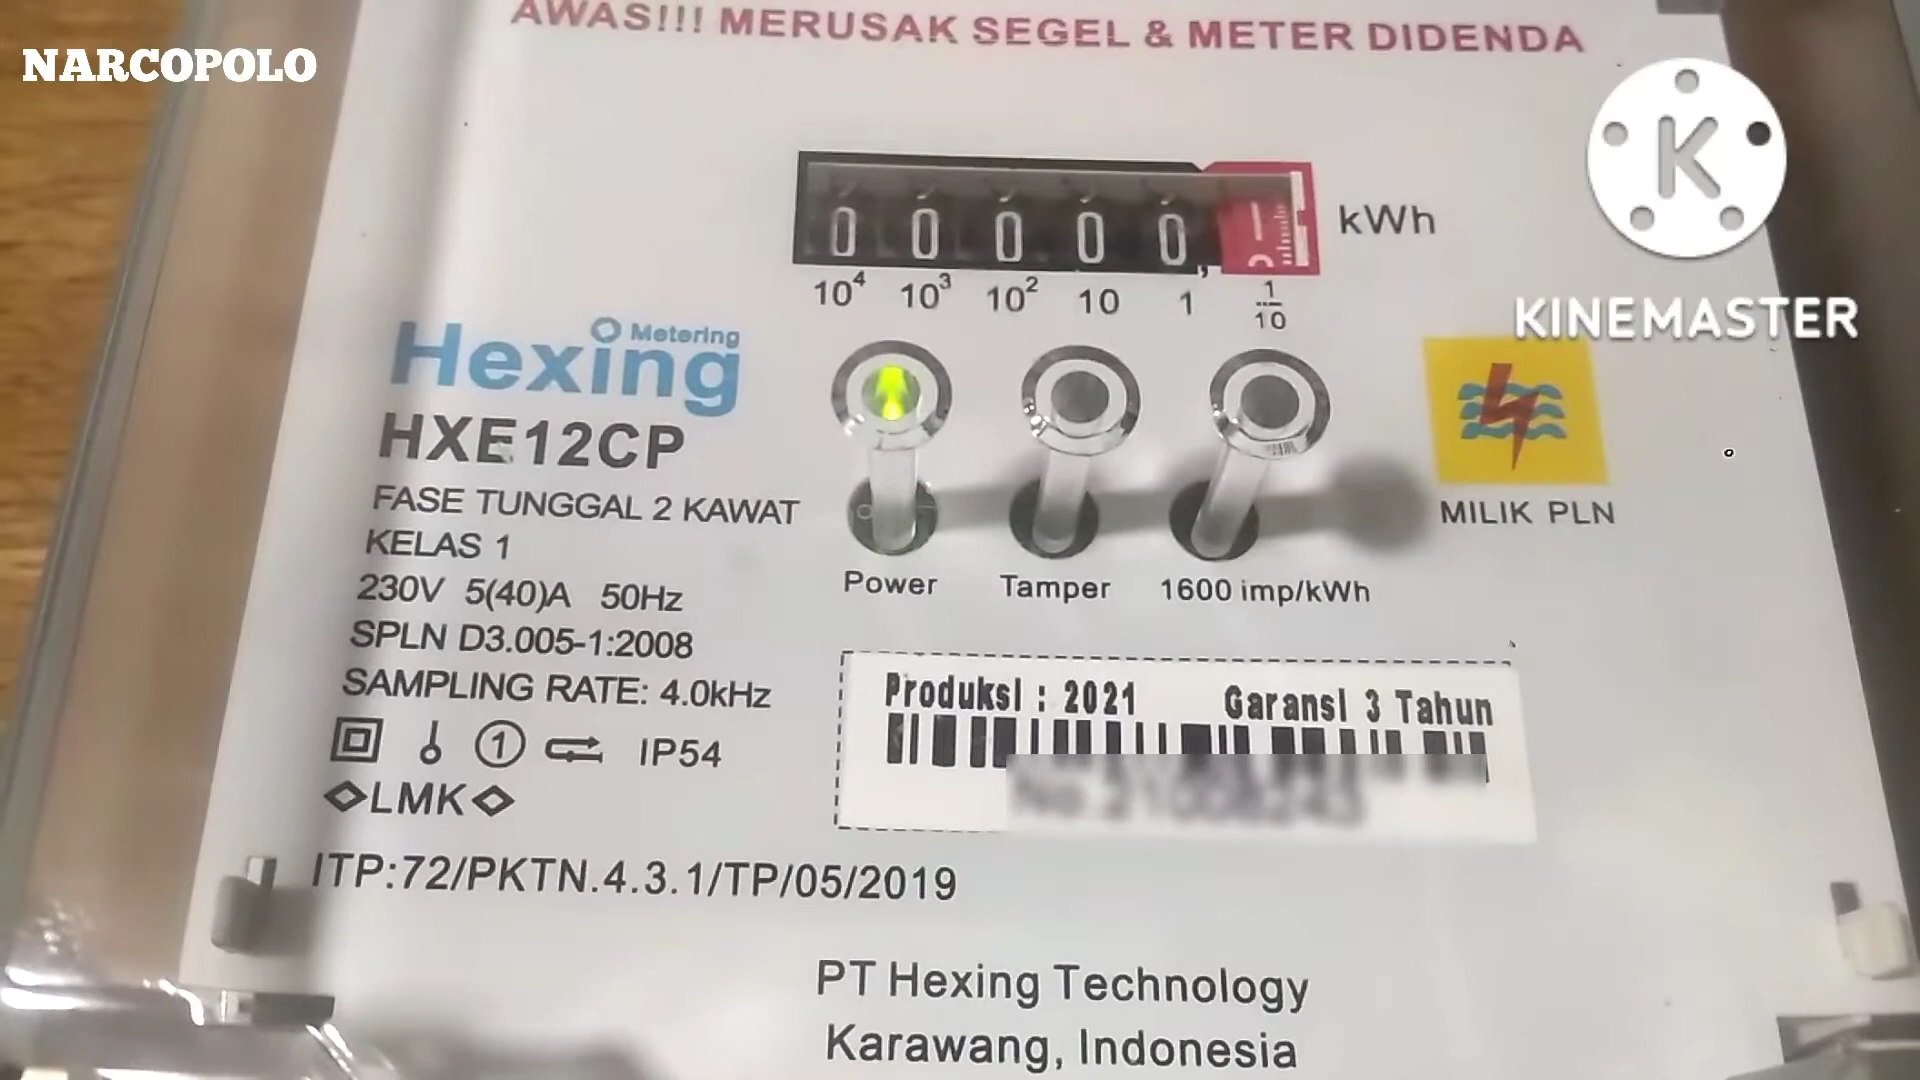 AWAS!!! MERUSAK SEGEL & METER DIDENDA
NARCOPOLO
K
KINEMASTER
0 0 0 0 0, kWh
10⁴ 10³ 10² 10 1 1/10
Metering
Hexing
HXE12CP
FASE TUNGGAL 2 KAWAT
KELAS 1
230V 5(40)A 50Hz
SPLN D3.005-1:2008
SAMPLING RATE: 4.0kHz
1 IP54
LMK
Power Tamper 1600 imp/kWh
MILIK PLN
Produksi : 2021 Garansi 3 Tahun
ITP:72/PKTN.4.3.1/TP/05/2019
PT Hexing Technology
Karawang, Indonesia